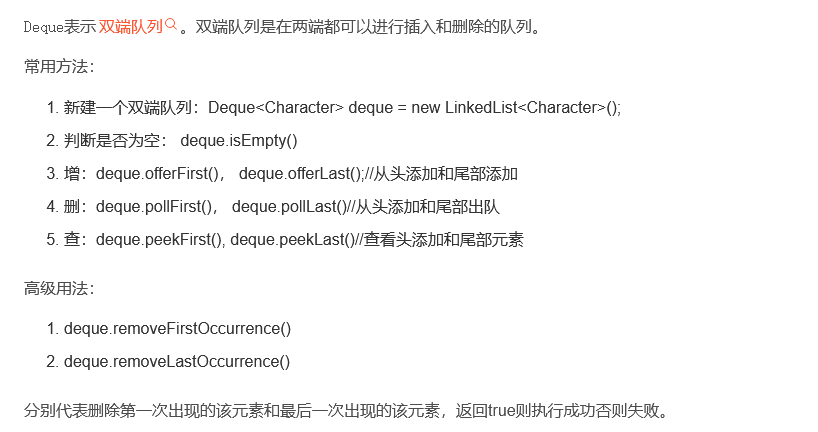 Deque表示 双端队列 。双端队列是在两端都可以进行插入和删除的队列。
常用方法：
1. 新建一个双端队列：Deque<Character> deque = new LinkedList<Character>();
2. 判断是否为空： deque.isEmpty()
3. 增：deque.offerFirst()， deque.offerLast();//从头添加和尾部添加
4. 删：deque.pollFirst()， deque.pollLast()//从头添加和尾部出队
5. 查：deque.peekFirst(), deque.peekLast()//查看头添加和尾部元素
高级用法：
1. deque.removeFirstOccurrence()
2. deque.removeLastOccurrence()
分别代表删除第一次出现的该元素和最后一次出现的该元素，返回true则执行成功否则失败。